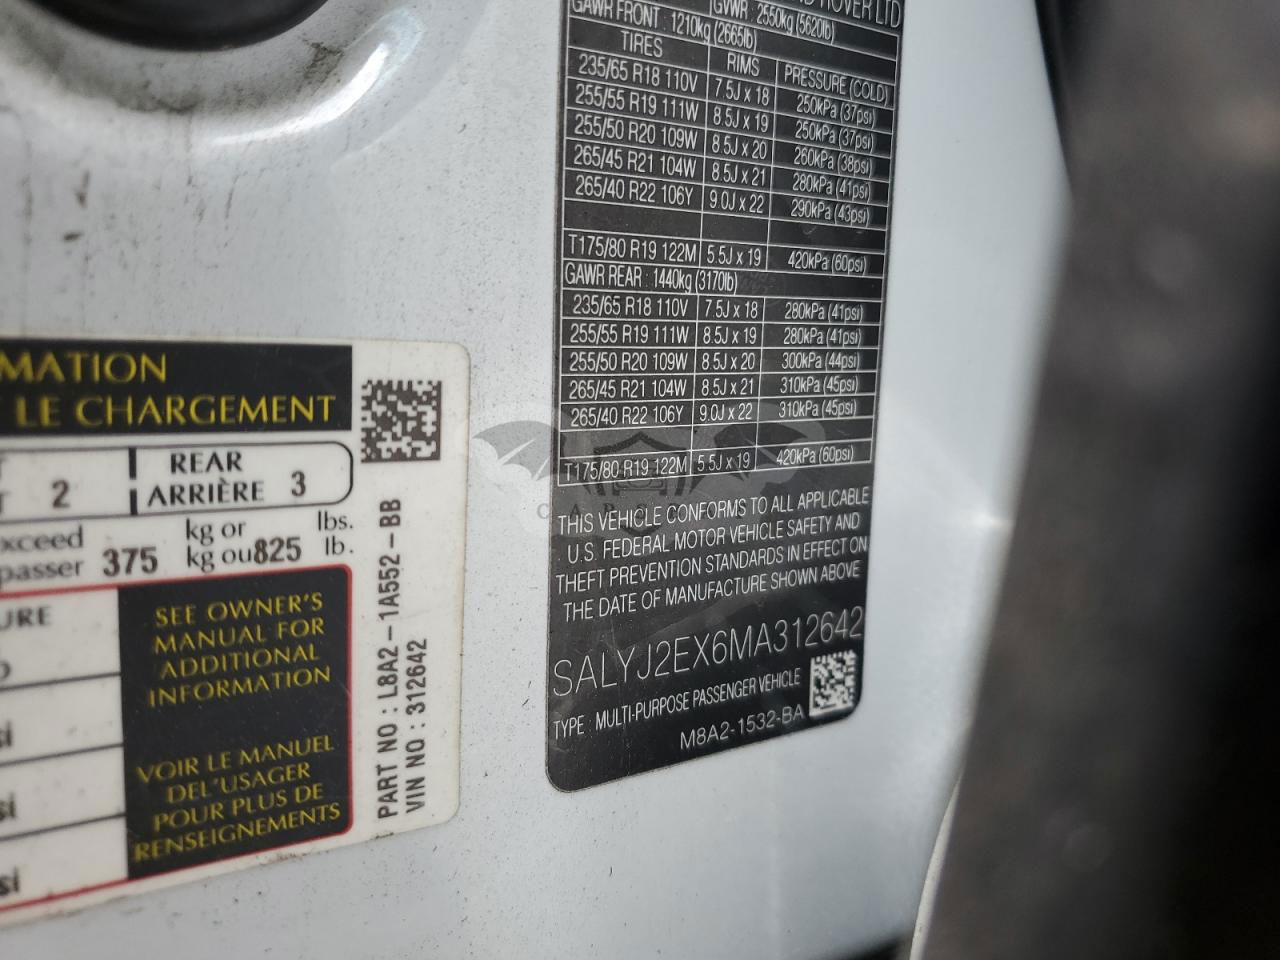 MATION
LE CHARGEMENT
2
REAR
ARRIÈRE 3
xceed
passer 375 kg or
kg ou 825 lbs.
lb.
URE
SEE OWNER'S
MANUAL FOR
ADDITIONAL
INFORMATION
VOIR LE MANUEL
DEL'USAGER
POUR PLUS DE
RENSEIGNEMENTS
si
si
si
PART NO : L8A2-1A552-BB
VIN NO : 312642
ROVER LTD
GVWR : 2550kg (5620lb)
GAWR FRONT : 1210kg (2665lb)
TIRES RIMS PRESSURE (COLD)
235/65 R18 110V 7.5J x 18 250kPa (37psi)
255/55 R19 111W 8.5J x 19 250kPa (37psi)
255/50 R20 109W 8.5J x 20 260kPa (38psi)
265/45 R21 104W 8.5J x 21 280kPa (41psi)
265/40 R22 106Y 9.0J x 22 290kPa (43psi)
T175/80 R19 122M 5.5J x 19 420kPa (60psi)
GAWR REAR : 1440kg (3170lb)
235/65 R18 110V 7.5J x 18 280kPa (41psi)
255/55 R19 111W 8.5J x 19 280kPa (41psi)
255/50 R20 109W 8.5J x 20 300kPa (44psi)
265/45 R21 104W 8.5J x 21 310kPa (45psi)
265/40 R22 106Y 9.0J x 22 310kPa (45psi)
T175/80 R19 122M 5.5J x 19 420kPa (60psi)
THIS VEHICLE CONFORMS TO ALL APPLICABLE
U.S. FEDERAL MOTOR VEHICLE SAFETY AND
THEFT PREVENTION STANDARDS IN EFFECT ON
THE DATE OF MANUFACTURE SHOWN ABOVE
SALYJ2EX6MA312642
TYPE : MULTI-PURPOSE PASSENGER VEHICLE
M8A2-1532-BA